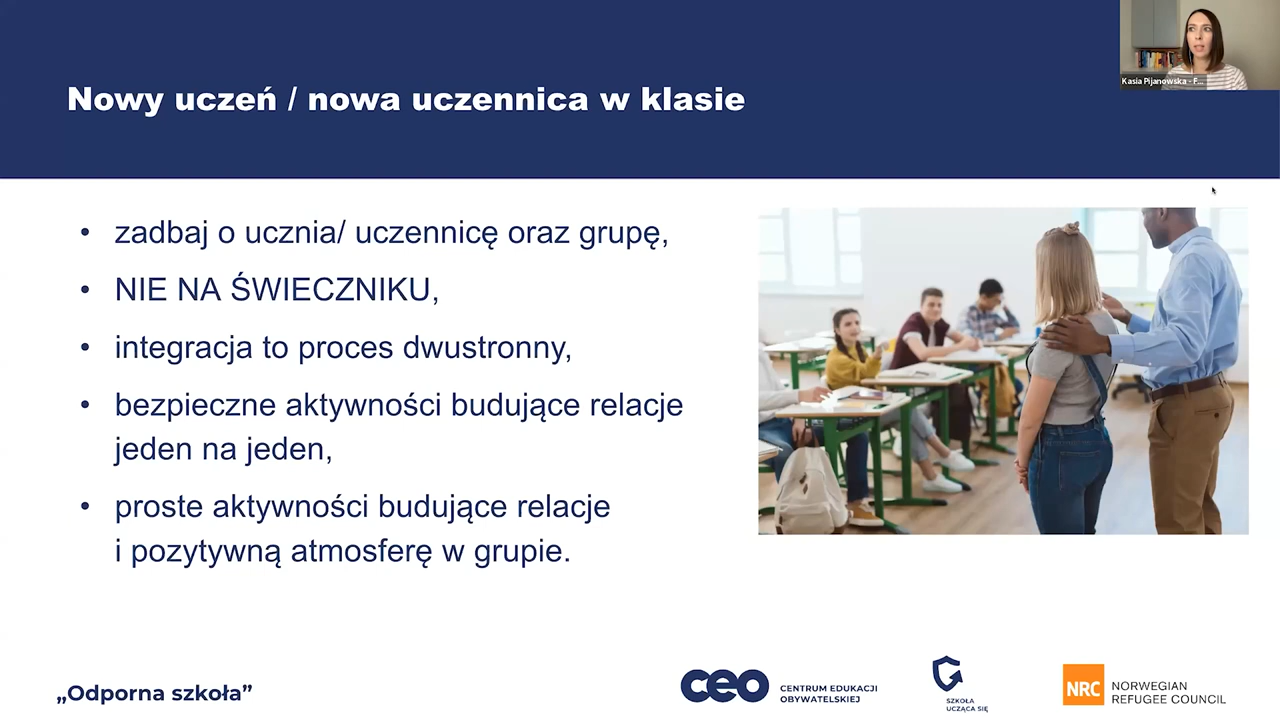 Nowy uczeń / nowa uczennica w klasie
Kasia Pijanowska - F...
• zadbaj o ucznia/ uczennicę oraz grupę,
• NIE NA ŚWIECZNIKU,
• integracja to proces dwustronny,
• bezpieczne aktywności budujące relacje
jeden na jeden,
• proste aktywności budujące relacje
i pozytywną atmosferę w grupie.
„Odporna szkoła”
ceo
CENTRUM EDUKACJI
OBYWATELSKIEJ
SZKOŁA
UCZĄCA SIĘ
NRC
NORWEGIAN
REFUGEE COUNCIL